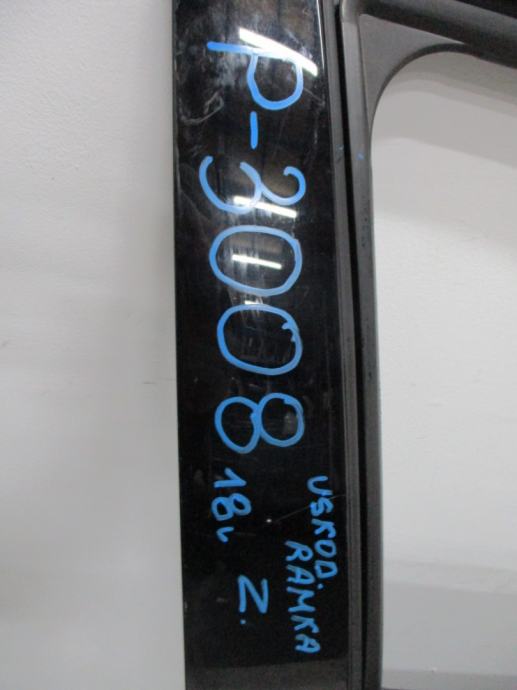 P-3008
18r Z.
USKOD.
RAMKA